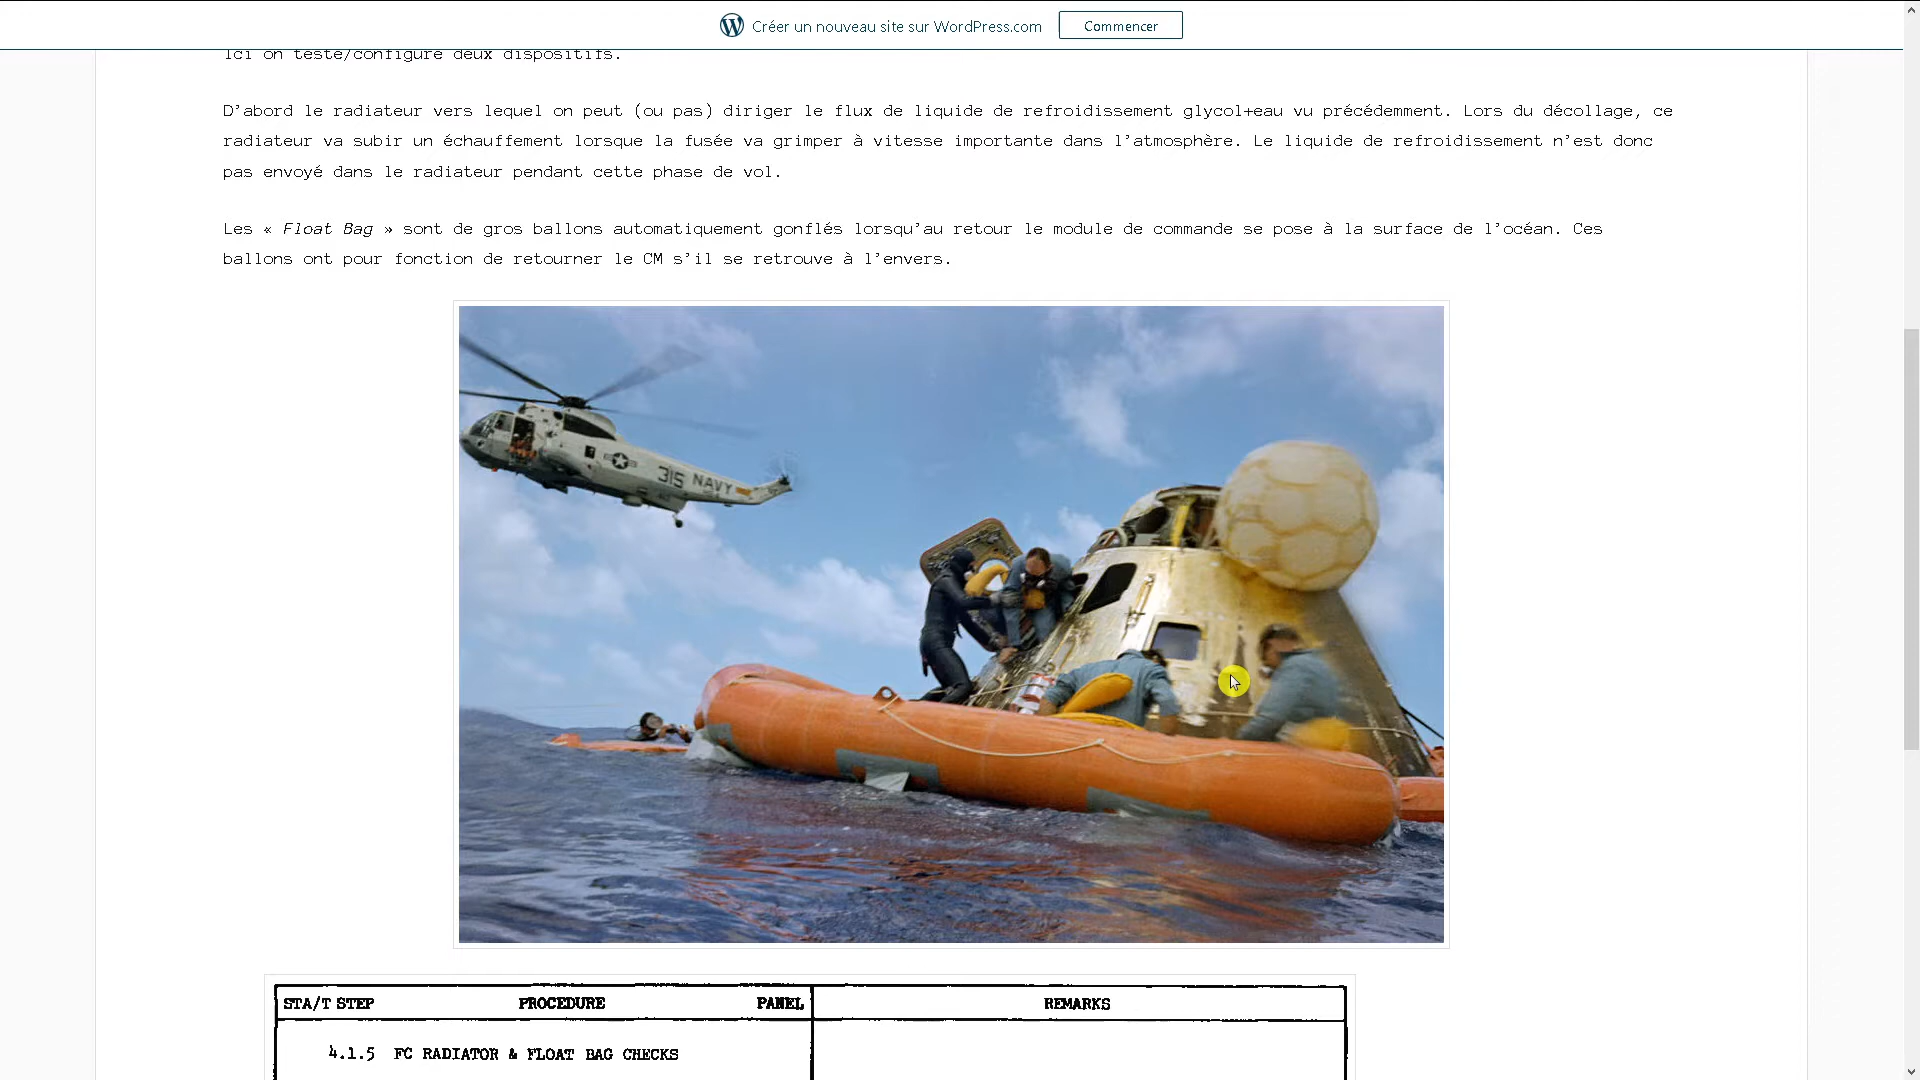 Créer un nouveau site sur WordPress.com
Commencer
Ici on teste/configure deux dispositifs.
D'abord le radiateur vers lequel on peut (ou pas) diriger le flux de liquide de refroidissement glycol+eau vu précédemment. Lors du décollage, ce
radiateur va subir un échauffement lorsque la fusée va grimper à vitesse importante dans l'atmosphère. Le liquide de refroidissement n'est donc
pas envoyé dans le radiateur pendant cette phase de vol.
Les « Float Bag » sont de gros ballons automatiquement gonflés lorsqu'au retour le module de commande se pose à la surface de l'océan. Ces
ballons ont pour fonction de retourner le CM s'il se retrouve à l'envers.
315 NAVY
STA/T STEP PROCEDURE PANEL REMARKS
4.1.5 FC RADIATOR & FLOAT BAG CHECKS